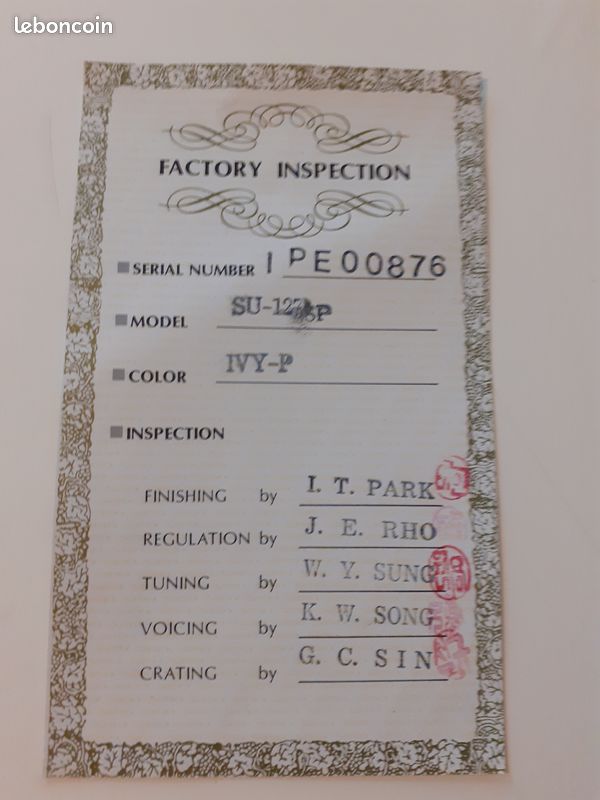 leboncoin
FACTORY INSPECTION
SERIAL NUMBER IPE00876
MODEL
COLOR IVY-P
INSPECTION
FINISHING by I. T. PARK
REGULATION by J. E. RHO
TUNING by W. Y. SUNG
VOICING by K. W. SONG
CRATING by G. C. SIN